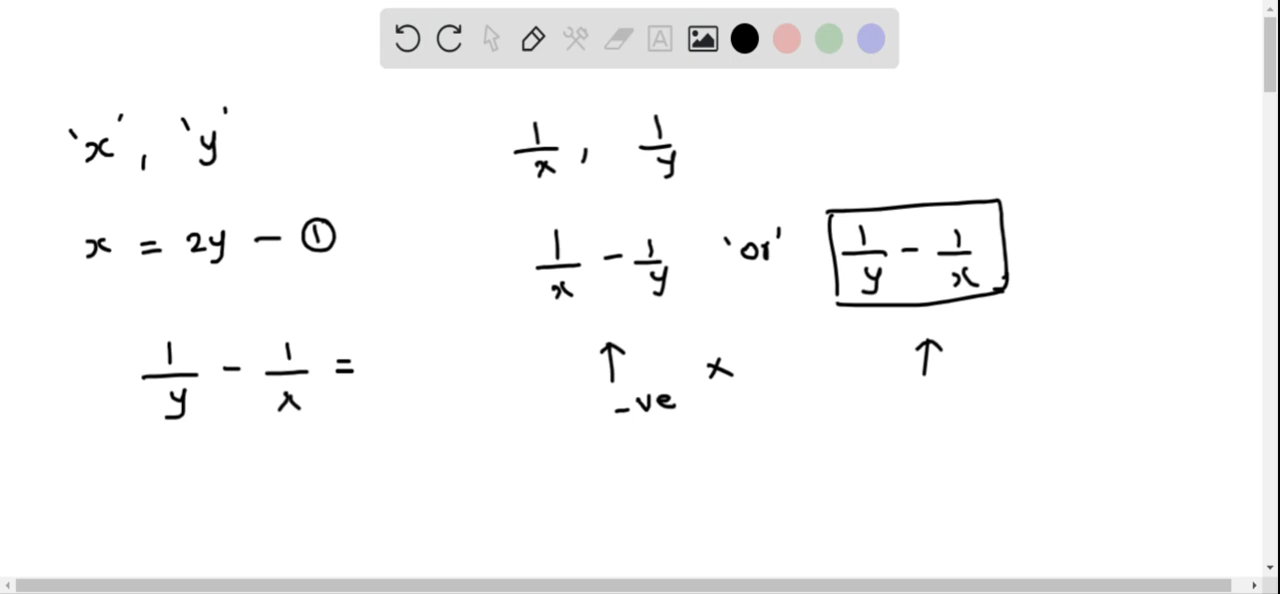 'x', 'y'
x = 2y - ①
1/y - 1/x =
1/x, 1/y
1/x - 1/y 'or' 1/y - 1/x
↑ × ↑
-ve
A